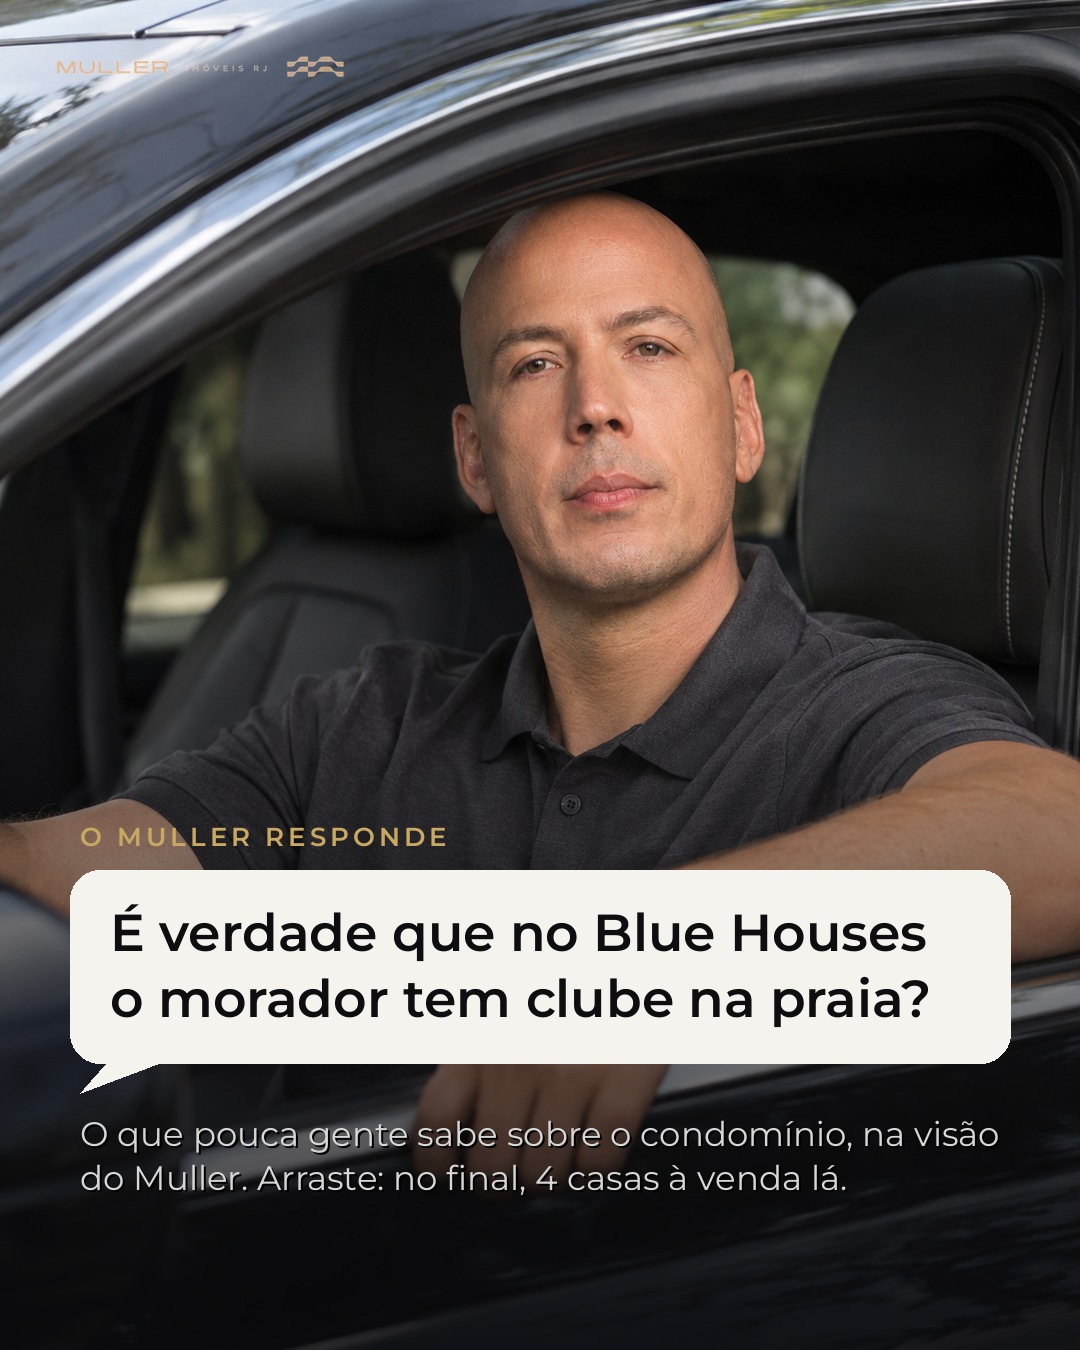 MULLER IMÓVEIS RJ
O MULLER RESPONDE
É verdade que no Blue Houses
o morador tem clube na praia?
O que pouca gente sabe sobre o condomínio, na visão
do Muller. Arraste: no final, 4 casas à venda lá.